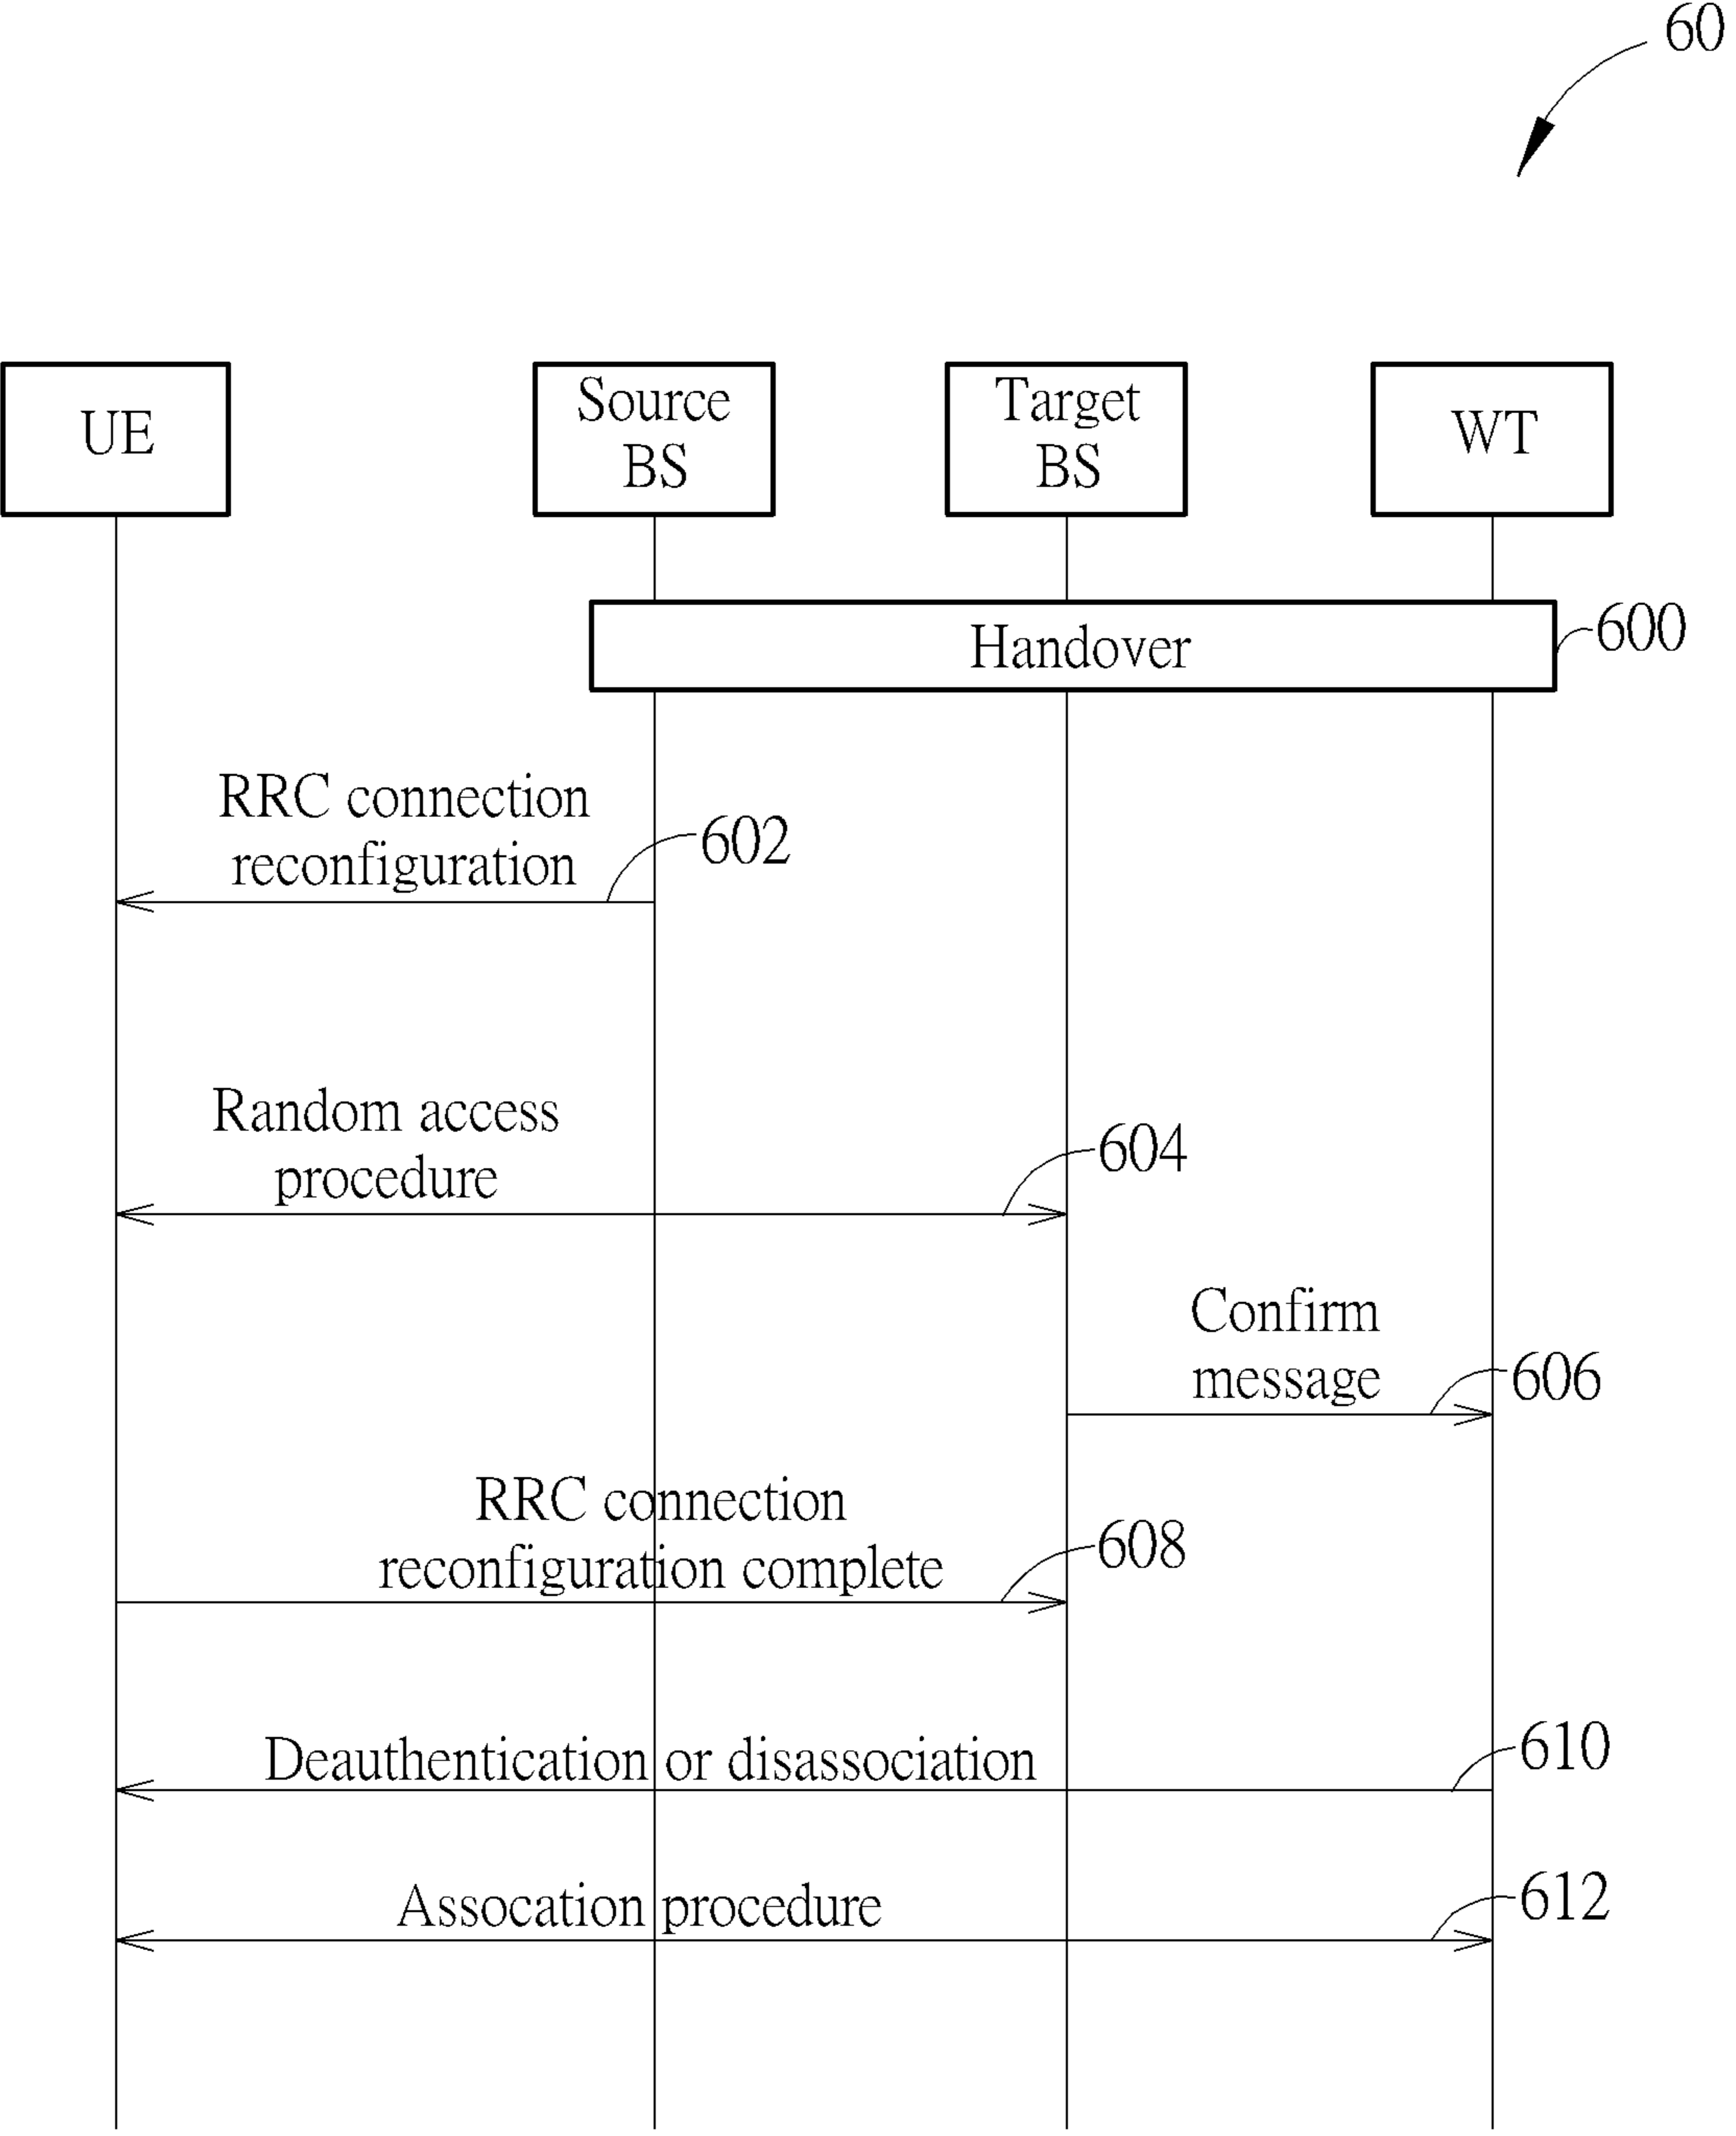 60
UE
Source
BS
Target
BS
WT
Handover
600
RRC connection
reconfiguration
602
Random access
procedure
604
Confirm
message
606
RRC connection
reconfiguration complete
608
Deauthentication or disassociation
610
Assocation procedure
612